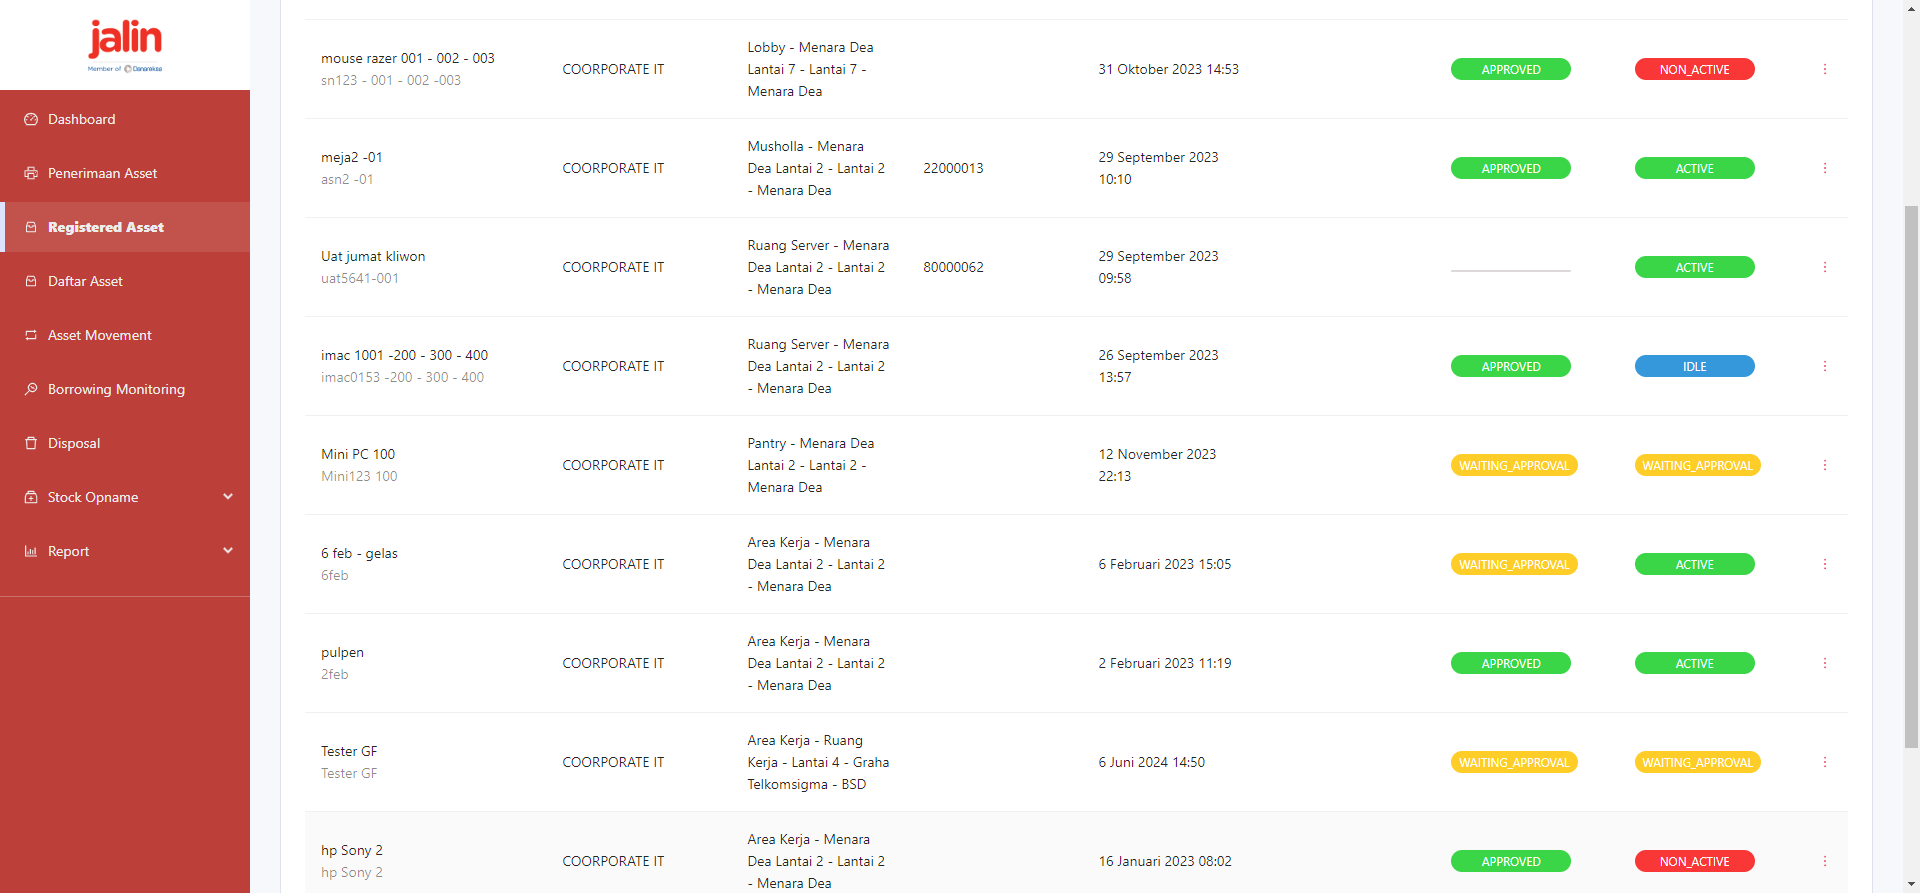 jalin
Member of Danareksa
Dashboard
Penerimaan Asset
Registered Asset
Daftar Asset
Asset Movement
Borrowing Monitoring
Disposal
Stock Opname
Report
mouse razer 001 - 002 - 003
sn123 - 001 - 002 -003
COORPORATE IT
Lobby - Menara Dea
Lantai 7 - Lantai 7 -
Menara Dea
31 Oktober 2023 14:53
APPROVED
NON_ACTIVE
meja2 -01
asn2 -01
COORPORATE IT
Musholla - Menara
Dea Lantai 2 - Lantai 2
- Menara Dea
22000013
29 September 2023
10:10
APPROVED
ACTIVE
Uat jumat kliwon
uat5641-001
COORPORATE IT
Ruang Server - Menara
Dea Lantai 2 - Lantai 2
- Menara Dea
80000062
29 September 2023
09:58
ACTIVE
imac 1001 -200 - 300 - 400
imac0153 -200 - 300 - 400
COORPORATE IT
Ruang Server - Menara
Dea Lantai 2 - Lantai 2
- Menara Dea
26 September 2023
13:57
APPROVED
IDLE
Mini PC 100
Mini123 100
COORPORATE IT
Pantry - Menara Dea
Lantai 2 - Lantai 2 -
Menara Dea
12 November 2023
22:13
WAITING_APPROVAL
WAITING_APPROVAL
6 feb - gelas
6feb
COORPORATE IT
Area Kerja - Menara
Dea Lantai 2 - Lantai 2
- Menara Dea
6 Februari 2023 15:05
WAITING_APPROVAL
ACTIVE
pulpen
2feb
COORPORATE IT
Area Kerja - Menara
Dea Lantai 2 - Lantai 2
- Menara Dea
2 Februari 2023 11:19
APPROVED
ACTIVE
Tester GF
Tester GF
COORPORATE IT
Area Kerja - Ruang
Kerja - Lantai 4 - Graha
Telkomsigma - BSD
6 Juni 2024 14:50
WAITING_APPROVAL
WAITING_APPROVAL
hp Sony 2
hp Sony 2
COORPORATE IT
Area Kerja - Menara
Dea Lantai 2 - Lantai 2
- Menara Dea
16 Januari 2023 08:02
APPROVED
NON_ACTIVE